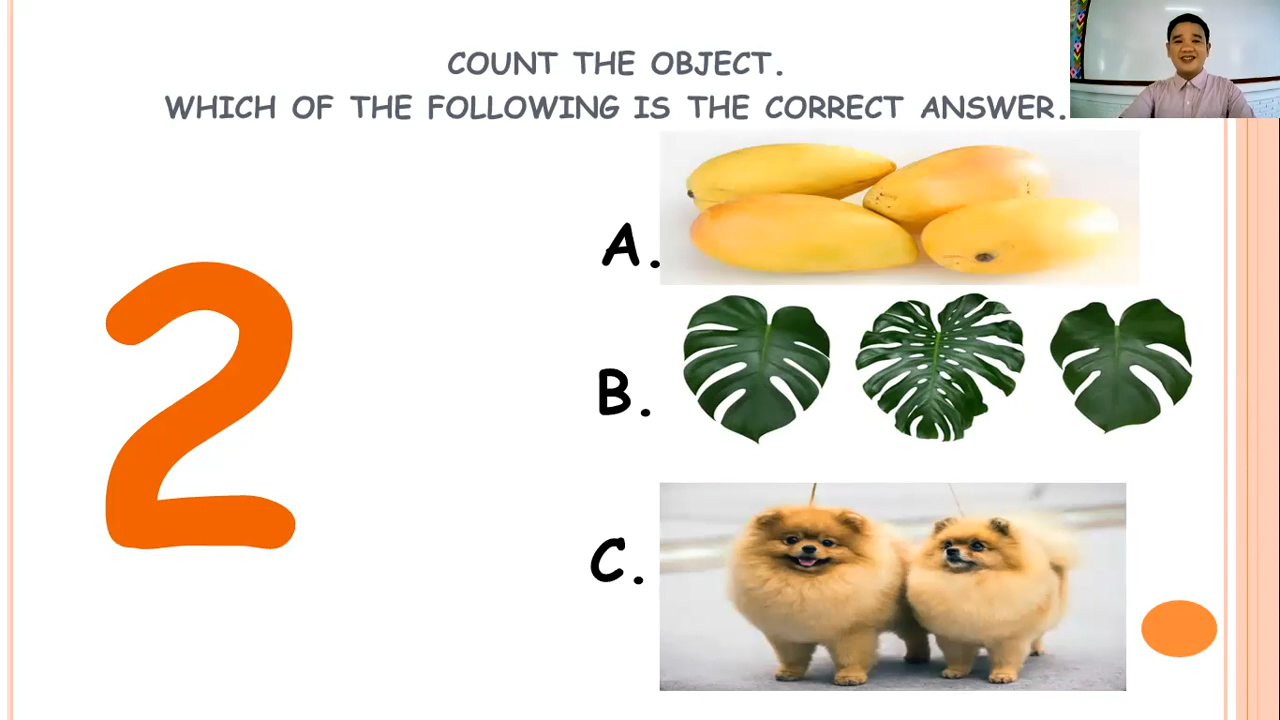 COUNT THE OBJECT.
WHICH OF THE FOLLOWING IS THE CORRECT ANSWER.
2
A.
B.
C.